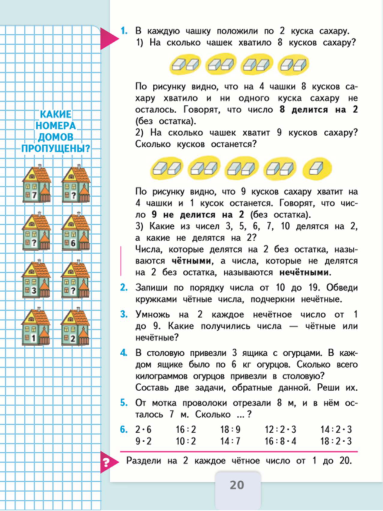 1. В каждую чашку положили по 2 куска сахару.
1) На сколько чашек хватило 8 кусков сахару?
По рисунку видно, что на 4 чашки 8 кусков са-
хару хватило и ни одного куска сахару не
осталось. Говорят, что число 8 делится на 2
(без остатка).
2) На сколько чашек хватит 9 кусков сахару?
Сколько кусков останется?
По рисунку видно, что 9 кусков сахару хватит на
4 чашки и 1 кусок останется. Говорят, что чис-
ло 9 не делится на 2 (без остатка).
3) Какие из чисел 3, 5, 6, 7, 10 делятся на 2,
а какие не делятся на 2?
Числа, которые делятся на 2 без остатка, назы-
ваются чётными, а числа, которые не делятся
на 2 без остатка, называются нечётными.
2. Запиши по порядку числа от 10 до 19. Обведи
кружками чётные числа, подчеркни нечётные.
3. Умножь на 2 каждое нечётное число от 1
до 9. Какие получились числа — чётные или
нечётные?
4. В столовую привезли 3 ящика с огурцами. В каж-
дом ящике было по 6 кг огурцов. Сколько всего
килограммов огурцов привезли в столовую?
Составь две задачи, обратные данной. Реши их.
5. От мотка проволоки отрезали 8 м, и в нём ос-
талось 7 м. Сколько ... ?
6. 2·6 16:2 18:9 12:2·3 14:2·3
9·2 10:2 14:7 16:8·4 18:2·3
? Раздели на 2 каждое чётное число от 1 до 20.
20
КАКИЕ
НОМЕРА
ДОМОВ
ПРОПУЩЕНЫ?
7 ?
? 6
3 ?
1 2